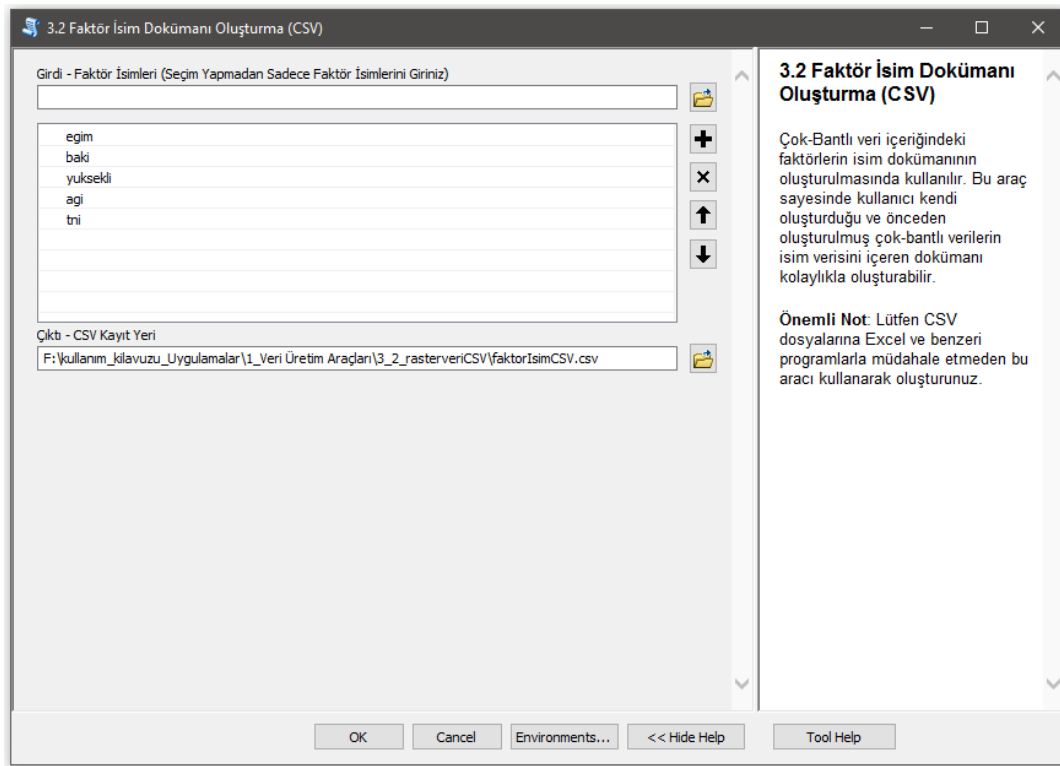 3.2 Faktör İsim Dokümanı Oluşturma (CSV)
Girdi - Faktör İsimleri (Seçim Yapmadan Sadece Faktör İsimlerini Giriniz)
egim
baki
yuksekli
agi
tni
Çıktı - CSV Kayıt Yeri
F:\kullanım_kilavuzu_Uygulamalar\1_Veri Üretim Araçları\3_2_rasterveriCSV\faktorIsimCSV.csv
3.2 Faktör İsim Dokümanı
Oluşturma (CSV)
Çok-Bantlı veri içeriğindeki
faktörlerin isim dokümanının
oluşturulmasında kullanılır. Bu araç
sayesinde kullanıcı kendi
oluşturduğu ve önceden
oluşturulmuş çok-bantlı verilerin
isim verisini içeren dokümanı
kolaylıkla oluşturabilir.
Önemli Not: Lütfen CSV
dosyalarına Excel ve benzeri
programlarla müdahale etmeden bu
aracı kullanarak oluşturunuz.
OK
Cancel
Environments...
<< Hide Help
Tool Help